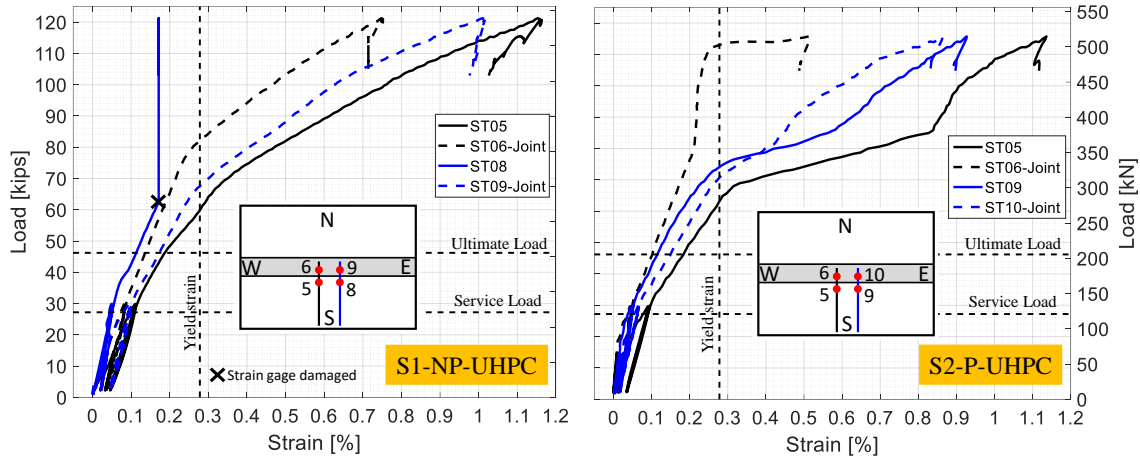 120
110
100
90
80
70
60
50
40
30
20
10
0
Load [kips]
0 0.1 0.2 0.3 0.4 0.5 0.6 0.7 0.8 0.9 1 1.1 1.2
Strain [%]
ST05
ST06-Joint
ST08
ST09-Joint
Ultimate Load
Service Load
Yield strain
N
W 6 9 E
5 8
S
Strain gage damaged
S1-NP-UHPC
ST05
ST06-Joint
ST09
ST10-Joint
Ultimate Load
Service Load
Yield strain
N
W 6 10 E
5 9
S
S2-P-UHPC
0 0.1 0.2 0.3 0.4 0.5 0.6 0.7 0.8 0.9 1 1.1 1.2
Strain [%]
550
500
450
400
350
300
250
200
150
100
50
0
Load [kN]